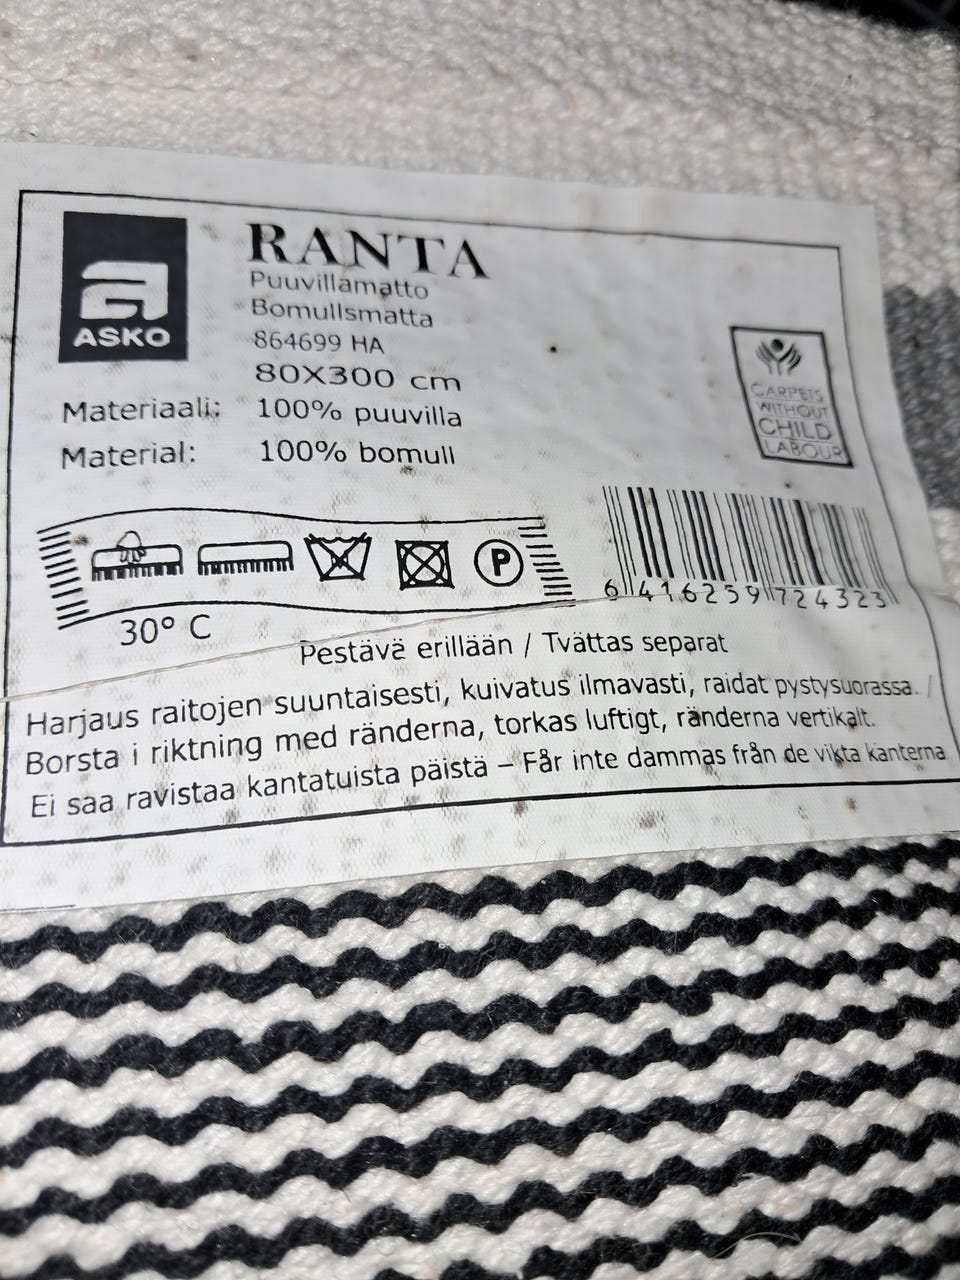 RANTA
Puuvillamatto
Bomullsmatta
864699 HA
80X300 cm
ASKO
Materiaali: 100% puuvilla
Material: 100% bomull
CARPETS
WITHOUT
CHILD
LABOUR
P
6 416259 724323
30° C
Pestävä erillään / Tvättas separat
Harjaus raitojen suuntaisesti, kuivatus ilmavasti, raidat pystysuorassa. /
Borsta i riktning med ränderna, torkas luftigt, ränderna vertikalt.
Ei saa ravistaa kantatuista päistä – Får inte dammas från de vikta kanterna